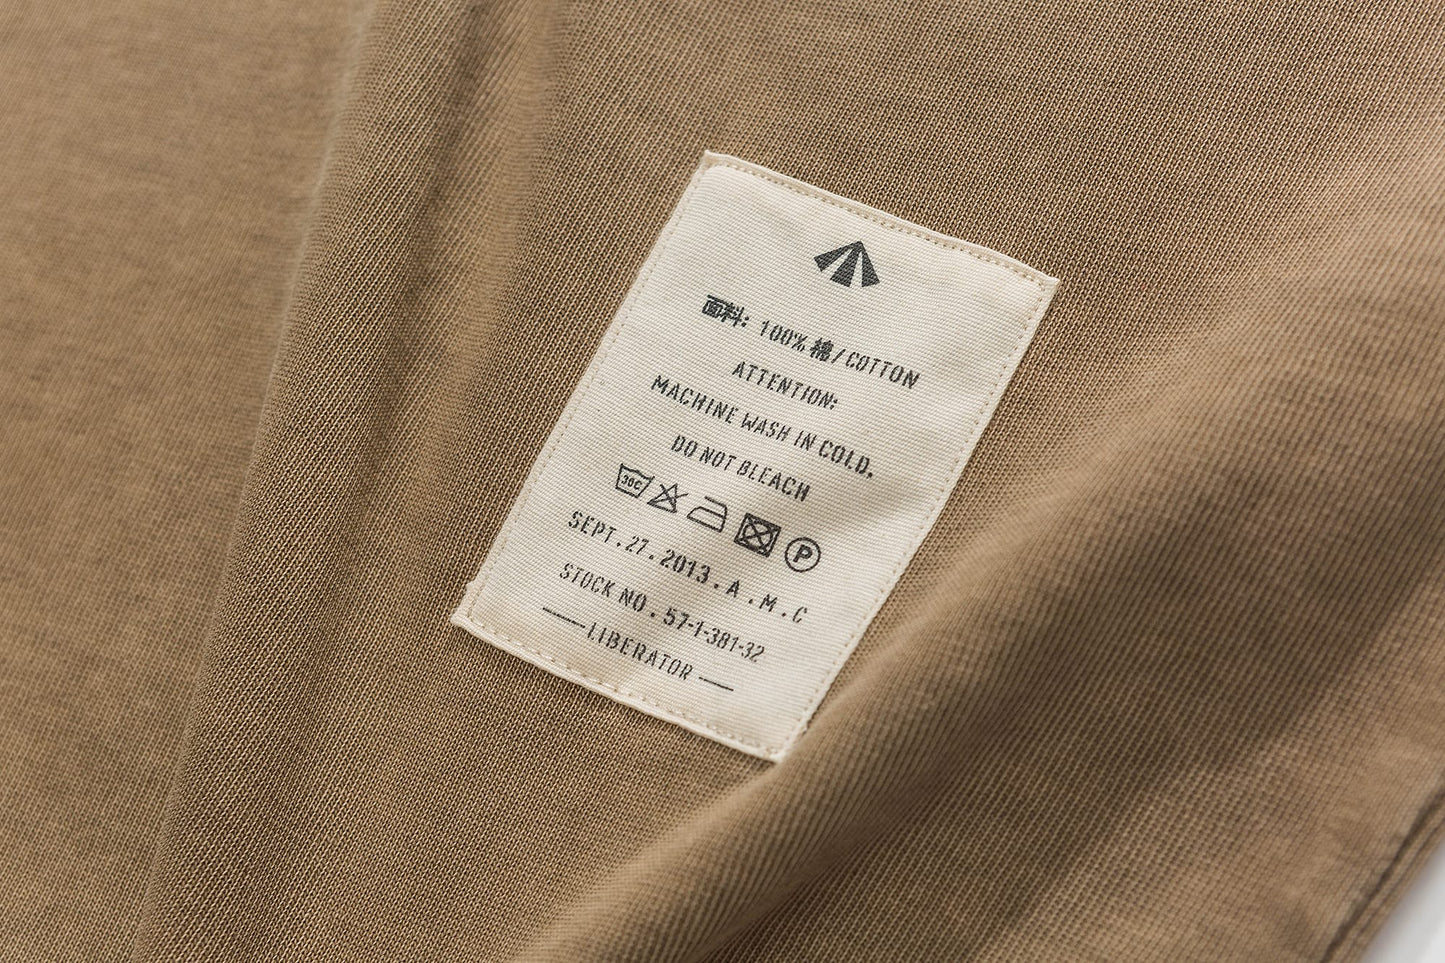 面料: 100% 棉/COTTON
ATTENTION:
MACHINE WASH IN COLD.
DO NOT BLEACH
30C P
SEPT.27.2013.A.M.C
STOCK NO.57-1-381-32
—LIBERATOR—